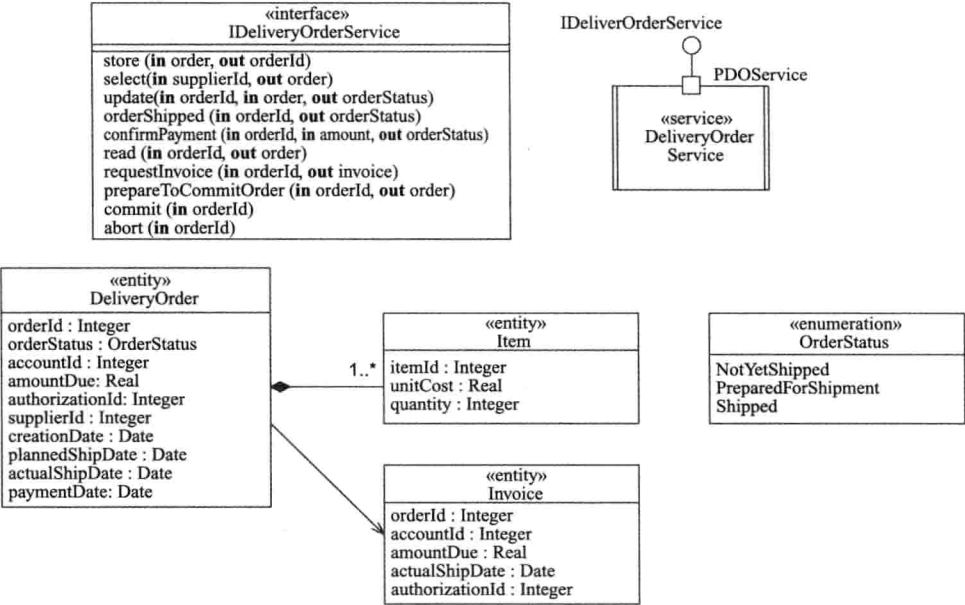 «interface»
IDeliveryOrderService
store (in order, out orderId)
select(in supplierId, out order)
update(in orderId, in order, out orderStatus)
orderShipped (in orderId, out orderStatus)
confirmPayment (in orderId, in amount, out orderStatus)
read (in orderId, out order)
requestInvoice (in orderId, out invoice)
prepareToCommitOrder (in orderId, out order)
commit (in orderId)
abort (in orderId)
IDeliverOrderService
PDOService
«service»
DeliveryOrder
Service
«entity»
DeliveryOrder
orderId : Integer
orderStatus : OrderStatus
accountId : Integer
amountDue: Real
authorizationId: Integer
supplierId : Integer
creationDate : Date
plannedShipDate : Date
actualShipDate : Date
paymentDate: Date
1..*
«entity»
Item
itemId : Integer
unitCost : Real
quantity : Integer
«enumeration»
OrderStatus
NotYetShipped
PreparedForShipment
Shipped
«entity»
Invoice
orderId : Integer
accountId : Integer
amountDue : Real
actualShipDate : Date
authorizationId : Integer